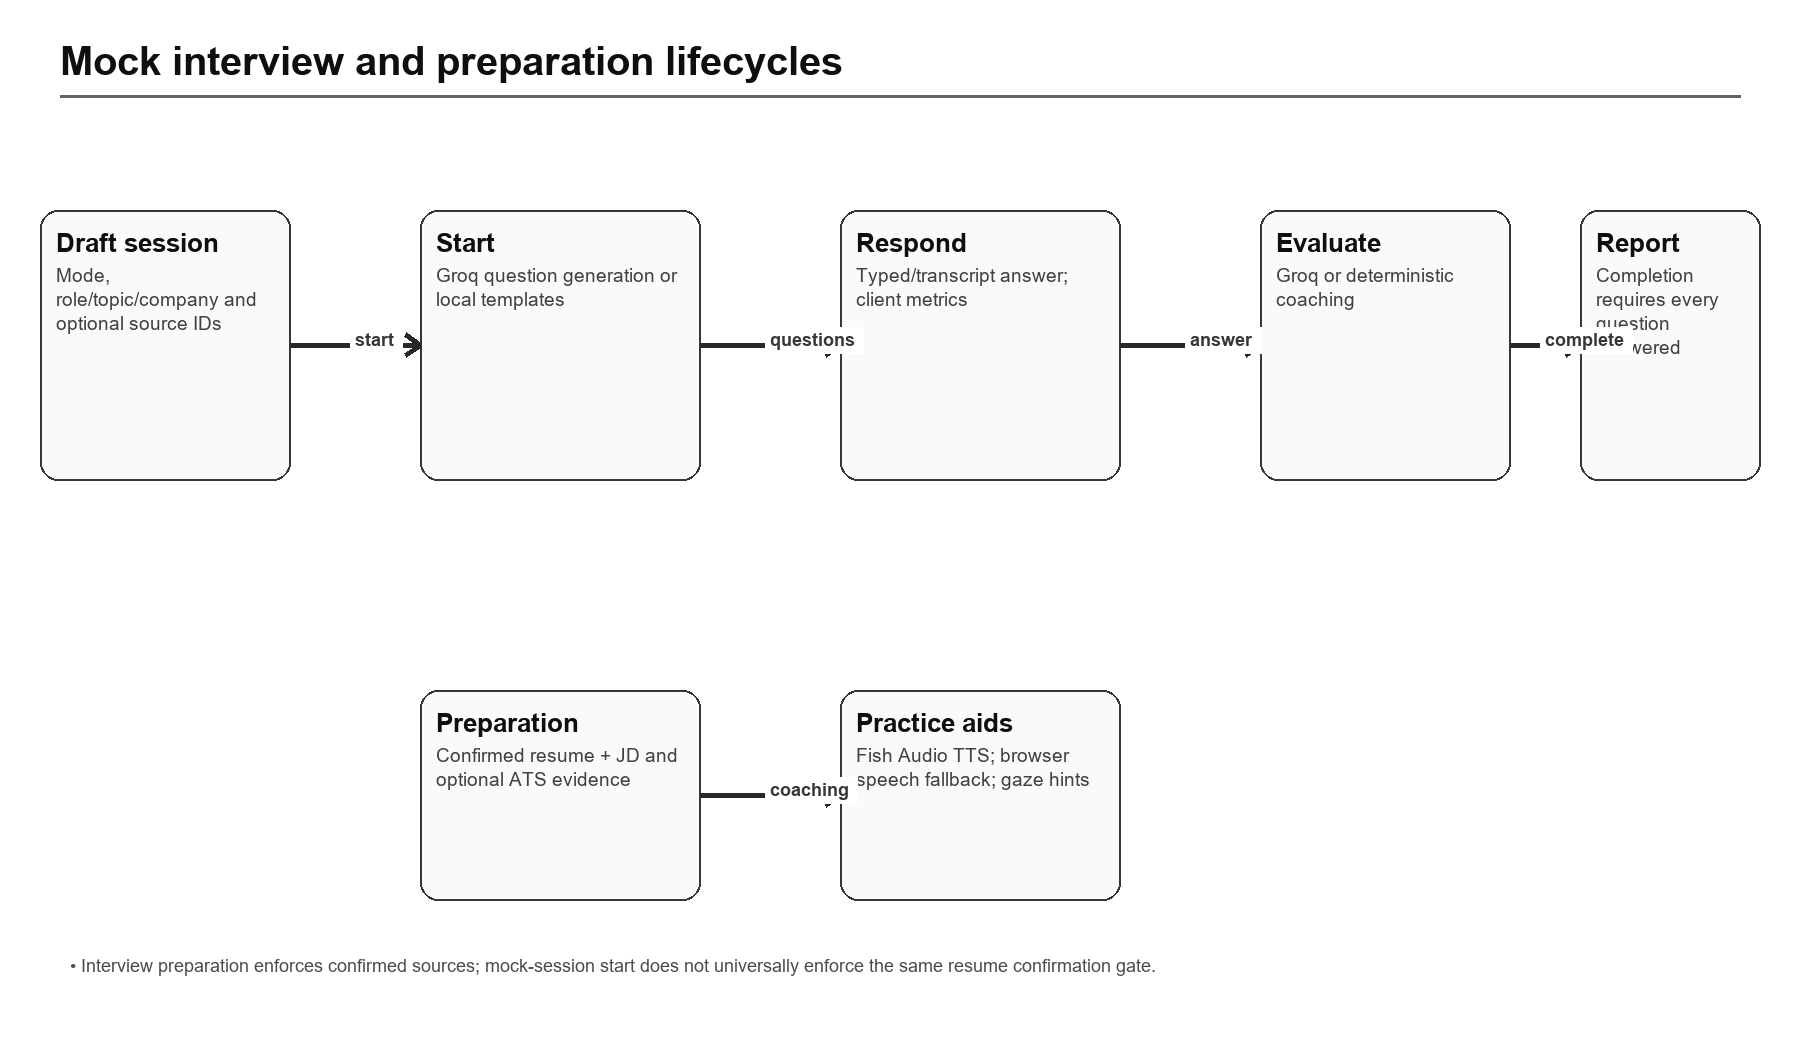 Mock interview and preparation lifecycles
Draft session
Mode,
role/topic/company and
optional source IDs
start
Start
Groq question generation or
local templates
questions
Respond
Typed/transcript answer;
client metrics
answer
Evaluate
Groq or deterministic
coaching
complete
Report
Completion
requires every
question
wered
Preparation
Confirmed resume + JD and
optional ATS evidence
coaching
Practice aids
Fish Audio TTS; browser
speech fallback; gaze hints
• Interview preparation enforces confirmed sources; mock-session start does not universally enforce the same resume confirmation gate.